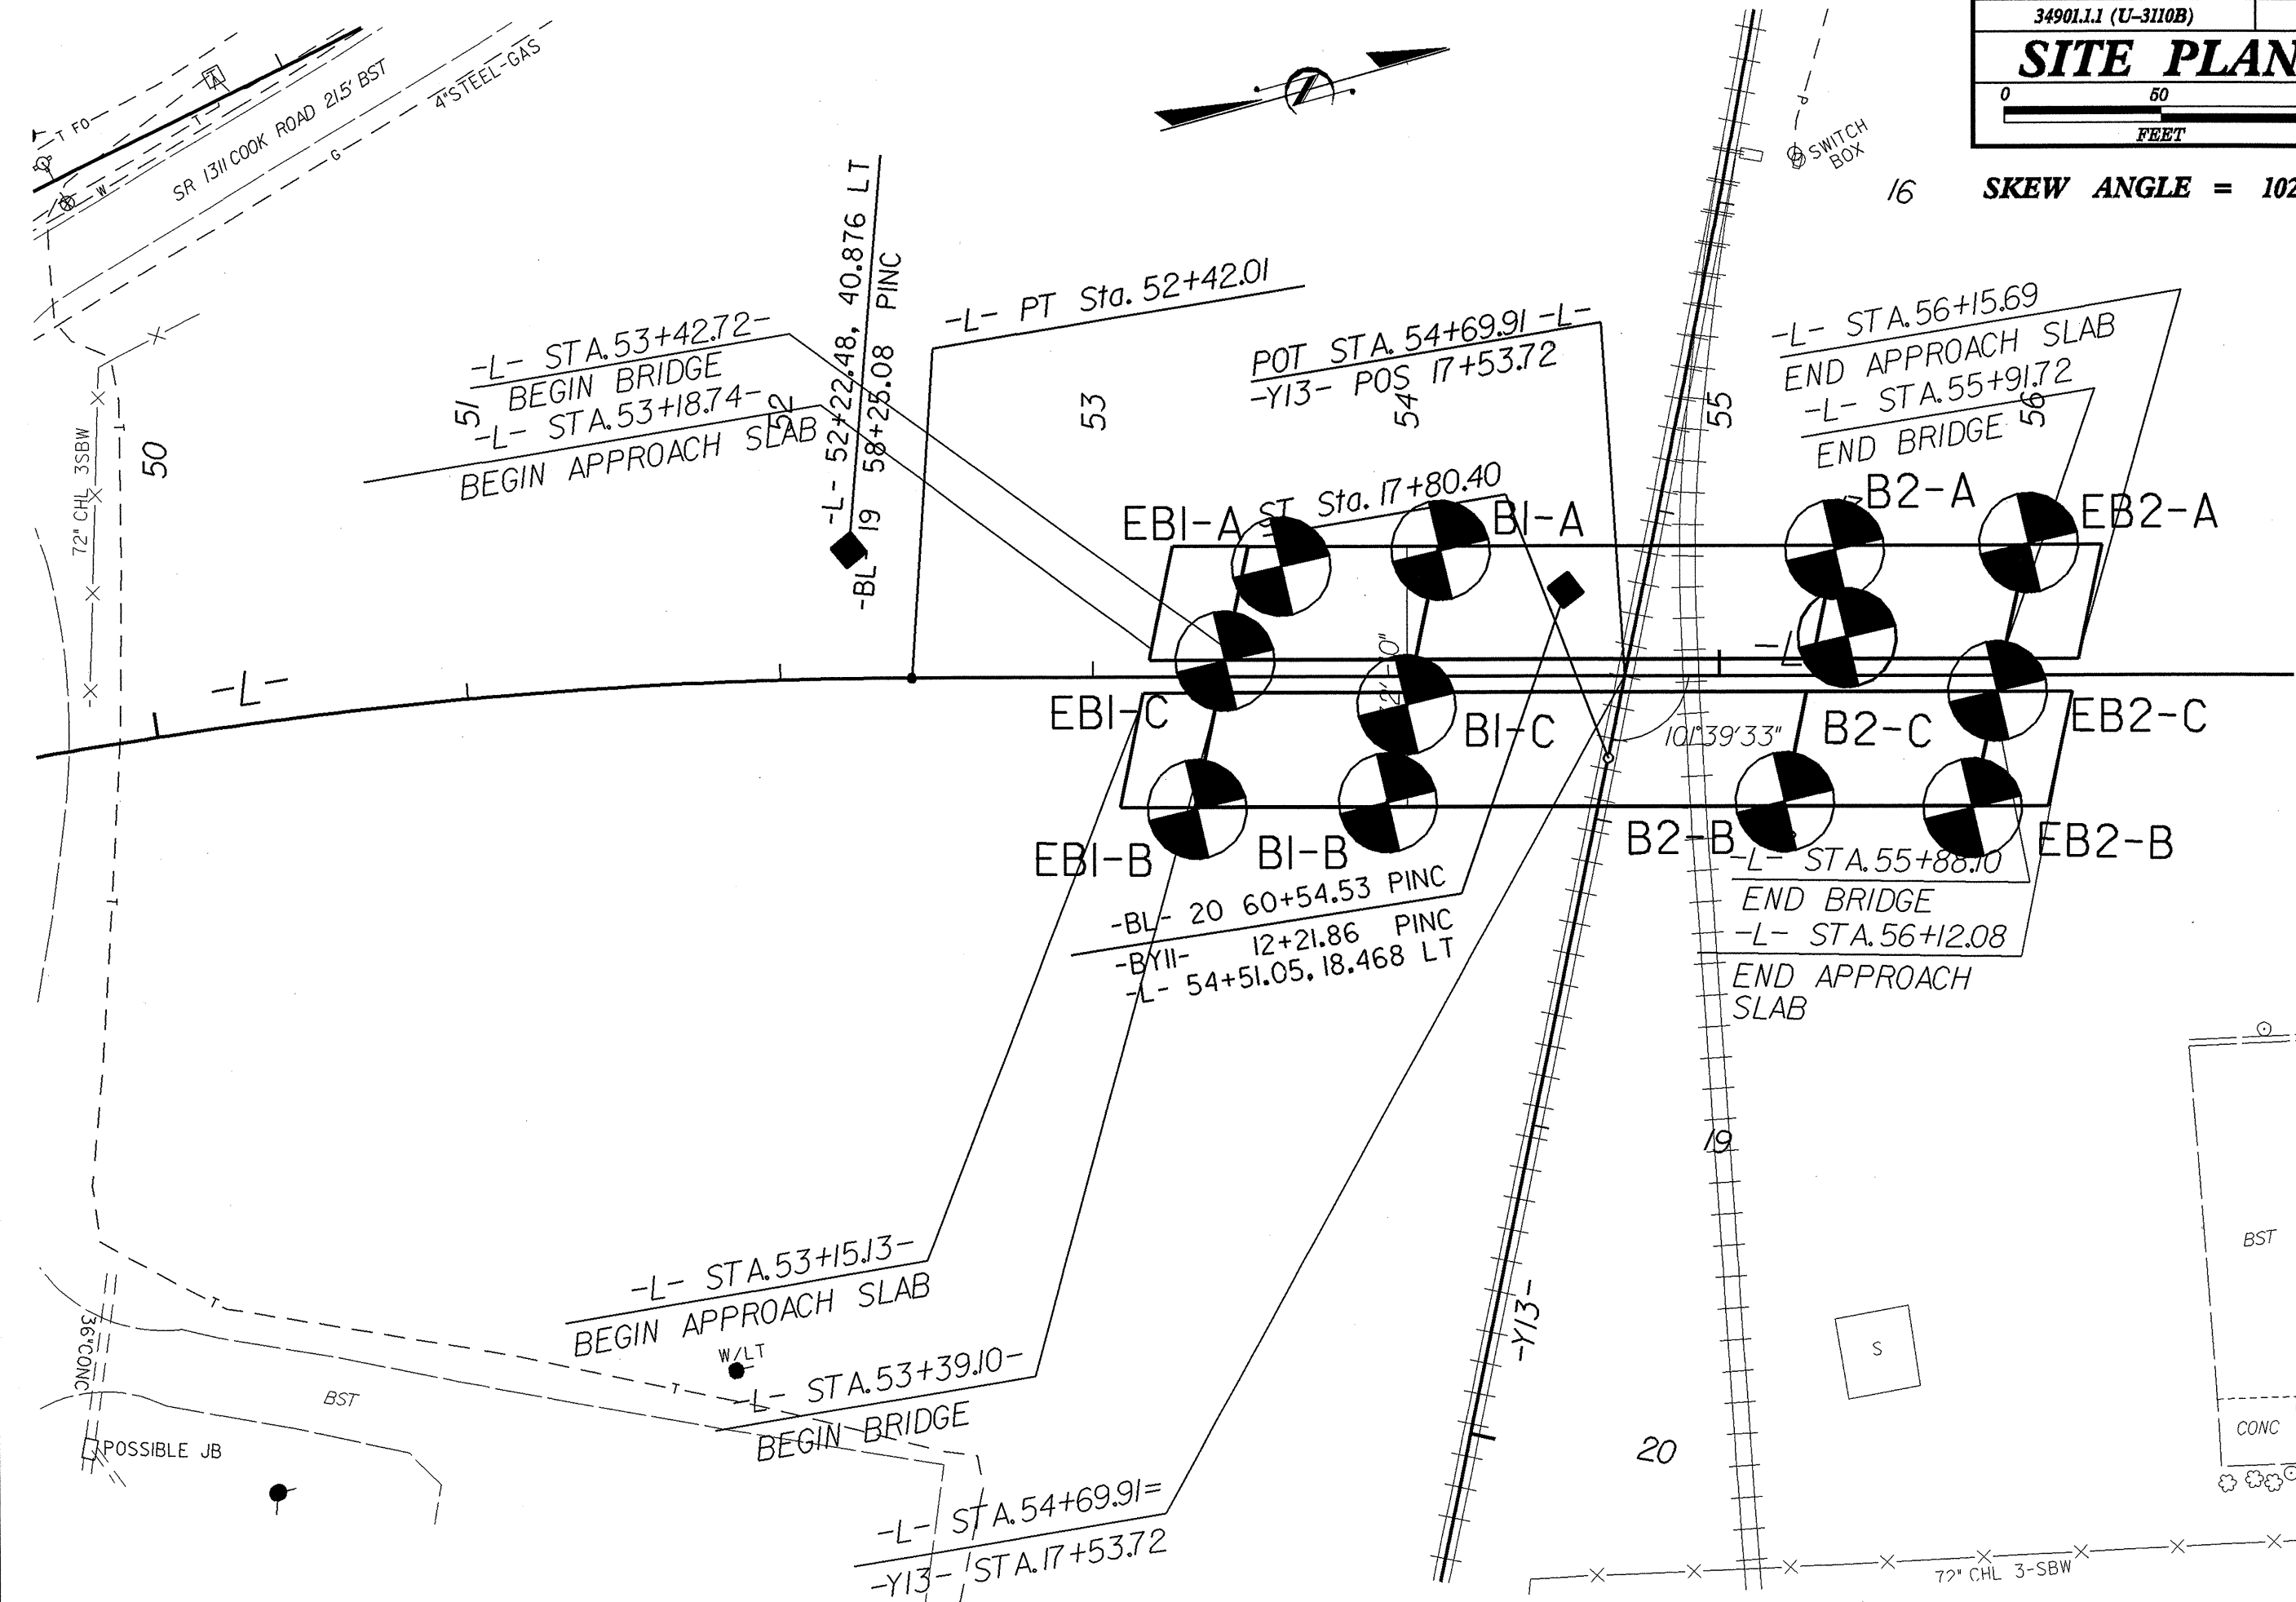 34901.1.1 (U-3110B)
SITE PLAN
0 50
FEET
SKEW ANGLE = 102
16
SWITCH
BOX
P
T FO
T
W
SR 1311 COOK ROAD 21.5' BST
4"STEEL-GAS
G
72" CHL 3SBW
50
51
52
53
54
55
56
-L- STA. 53+42.72-
BEGIN BRIDGE
-L- STA. 53+18.74-
BEGIN APPROACH SLAB
-L- 52+22.48, 40.876 LT
-BL- 19 58+25.08 PINC
-L- PT Sta. 52+42.01
POT STA. 54+69.91 -L-
-Y13- POS 17+53.72
-L- STA. 56+15.69
END APPROACH SLAB
-L- STA. 55+91.72
END BRIDGE
ST Sta. 17+80.40
EB1-A
B1-A
B2-A
EB2-A
-L-
-L
EB1-C
B1-C
101°39'33"
B2-C
EB2-C
EB1-B
B1-B
B2-B
EB2-B
-BL- 20 60+54.53 PINC
-BY11- 12+21.86 PINC
-L- 54+51.05, 18.468 LT
-L- STA. 55+88.10
END BRIDGE
-L- STA. 56+12.08
END APPROACH
SLAB
T
T
19
-L- STA. 53+15.13-
BEGIN APPROACH SLAB
W/LT
-L- STA. 53+39.10-
BEGIN BRIDGE
-L- STA. 54+69.91=
-Y13- STA. 17+53.72
-Y13-
T
T
36"CONC
BST
POSSIBLE JB
20
S
BST
CONC
72" CHL 3-SBW